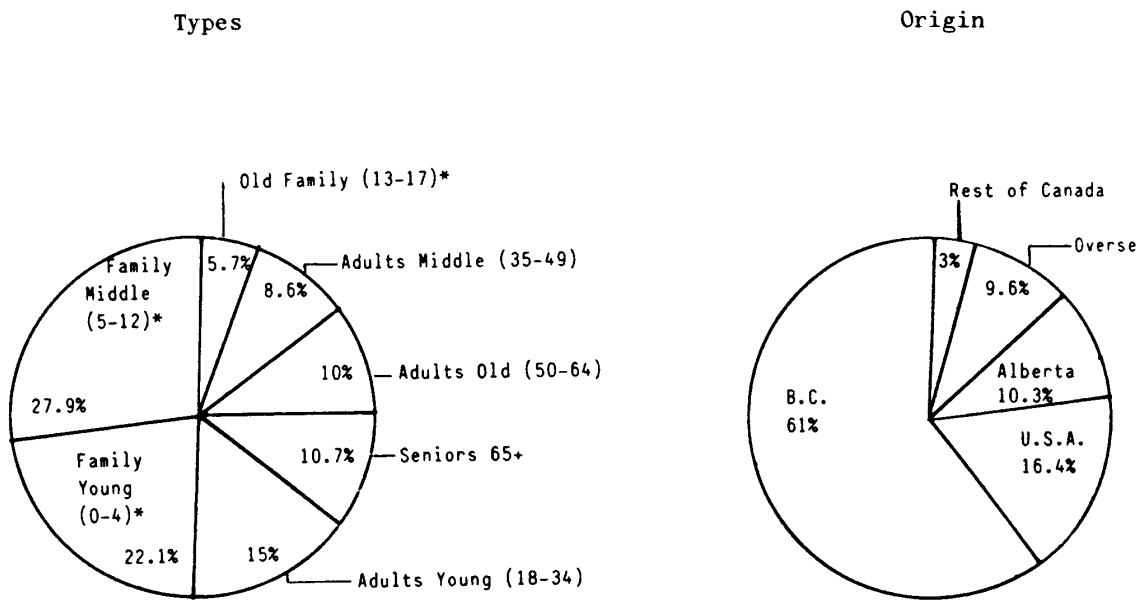 Types
Old Family (13-17)*
5.7%
Adults Middle (35-49)
8.6%
Family
Middle
(5-12)*
27.9%
10%
Adults Old (50-64)
10.7%
Seniors 65+
Family
Young
(0-4)*
22.1%
15%
Adults Young (18-34)
Origin
Rest of Canada
3%
Overse
9.6%
Alberta
10.3%
B.C.
61%
U.S.A.
16.4%